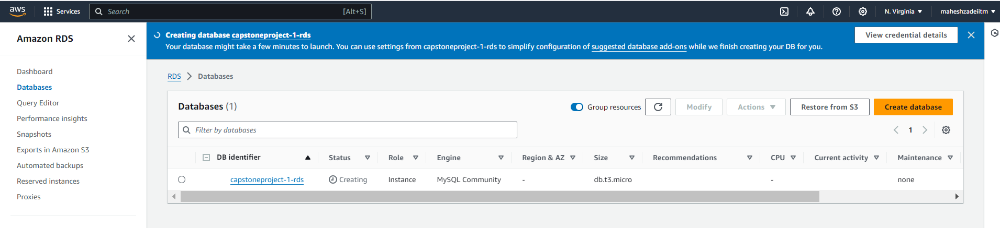 aws Services Search [Alt+S] N. Virginia maheshzadeiitm
Amazon RDS
Dashboard
Databases
Query Editor
Performance insights
Snapshots
Exports in Amazon S3
Automated backups
Reserved instances
Proxies
Creating database capstoneproject-1-rds
Your database might take a few minutes to launch. You can use settings from capstoneproject-1-rds to simplify configuration of suggested database add-ons while we finish creating your DB for you.
View credential details
RDS > Databases
Databases (1) Group resources Modify Actions Restore from S3 Create database
Filter by databases 1
DB identifier Status Role Engine Region & AZ Size Recommendations CPU Current activity Maintenance
capstoneproject-1-rds Creating Instance MySQL Community - db.t3.micro - none